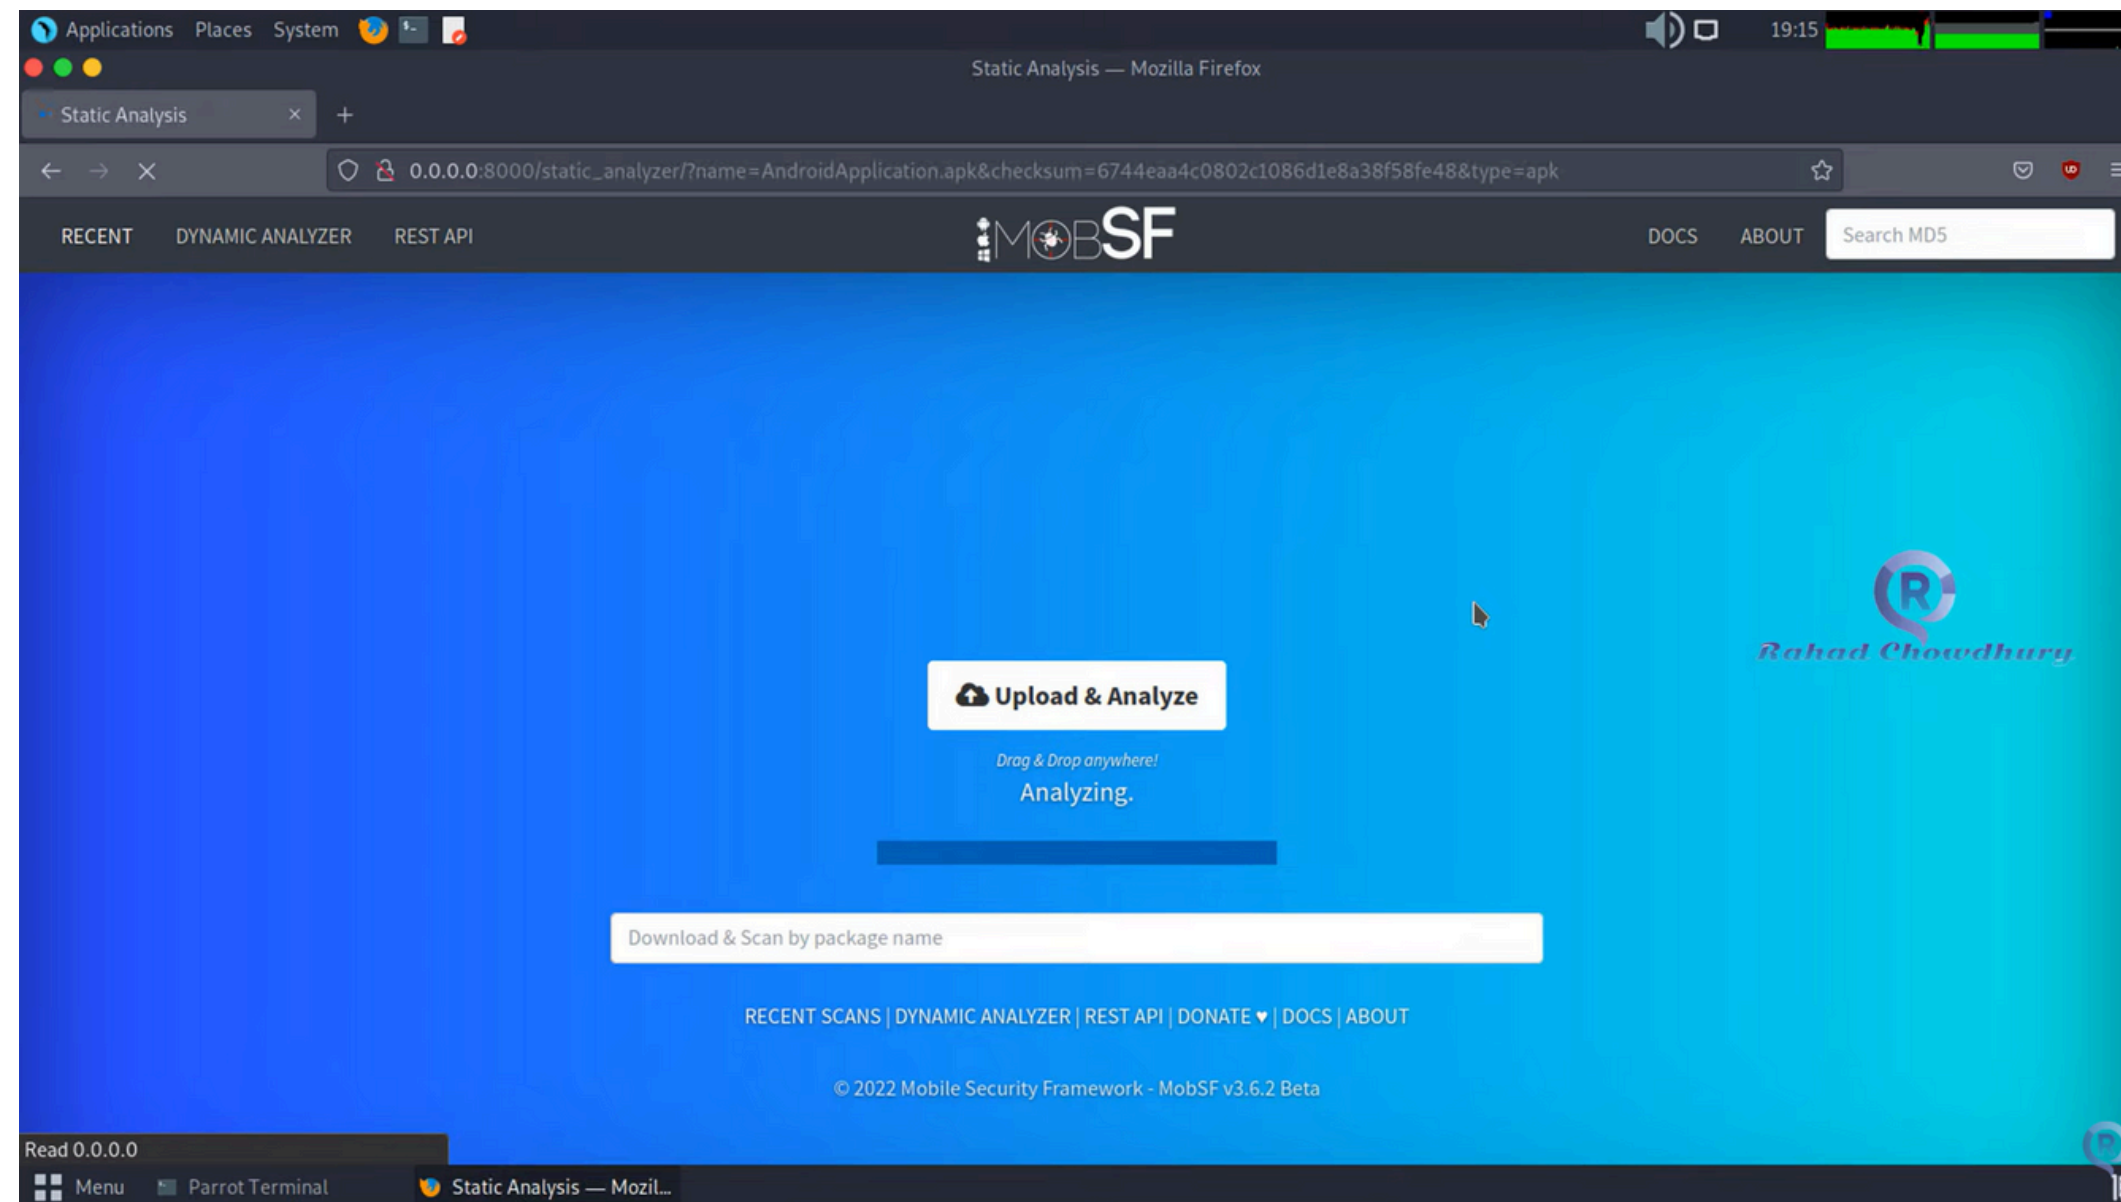 Applications Places System 19:15
Static Analysis — Mozilla Firefox
Static Analysis × +
0.0.0.0:8000/static_analyzer/?name=AndroidApplication.apk&checksum=6744eaa4c0802c1086d1e8a38f58fe48&type=apk
RECENT DYNAMIC ANALYZER REST API MOBSF DOCS ABOUT Search MD5
R
Rahad Chowdhury
Upload & Analyze
Drag & Drop anywhere!
Analyzing.
Download & Scan by package name
RECENT SCANS | DYNAMIC ANALYZER | REST API | DONATE ♥ | DOCS | ABOUT
© 2022 Mobile Security Framework - MobSF v3.6.2 Beta
Read 0.0.0.0
Menu Parrot Terminal Static Analysis — Mozil...